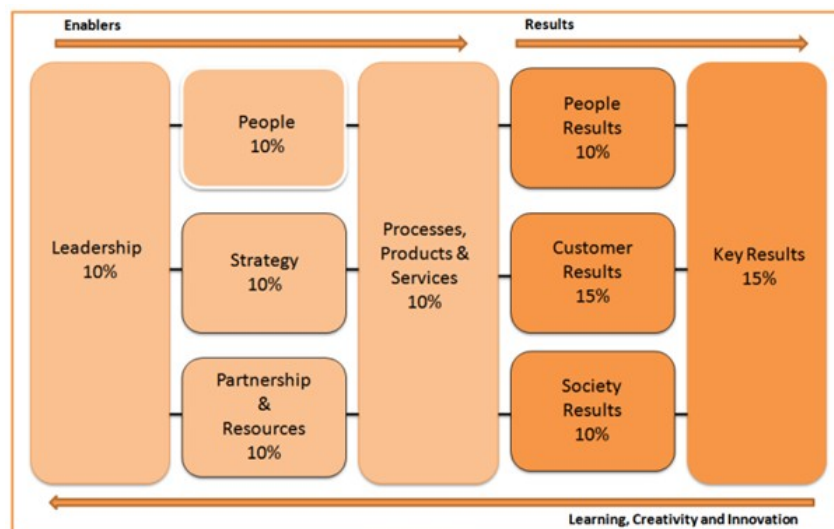 Enablers
Results
Leadership
10%
People
10%
Strategy
10%
Partnership
&
Resources
10%
Processes,
Products &
Services
10%
People
Results
10%
Customer
Results
15%
Society
Results
10%
Key Results
15%
Learning, Creativity and Innovation